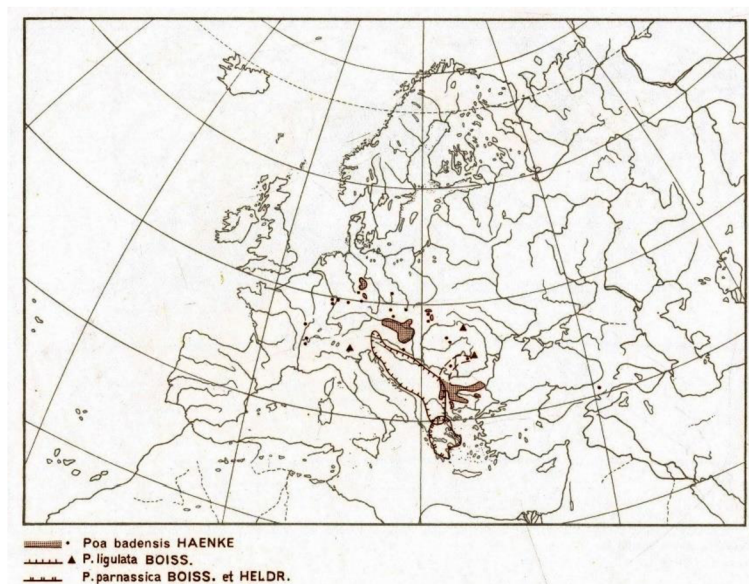 Poa badensis HAENKE
P. ligulata BOISS.
P. parnassica BOISS. et HELDR.